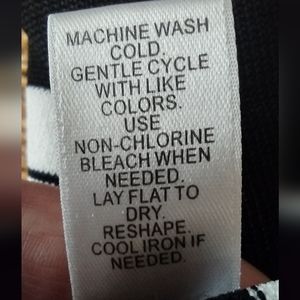 MACHINE WASH
COLD.
GENTLE CYCLE
WITH LIKE
COLORS.
USE
NON-CHLORINE
BLEACH WHEN
NEEDED.
LAY FLAT TO
DRY.
RESHAPE.
COOL IRON IF
NEEDED.